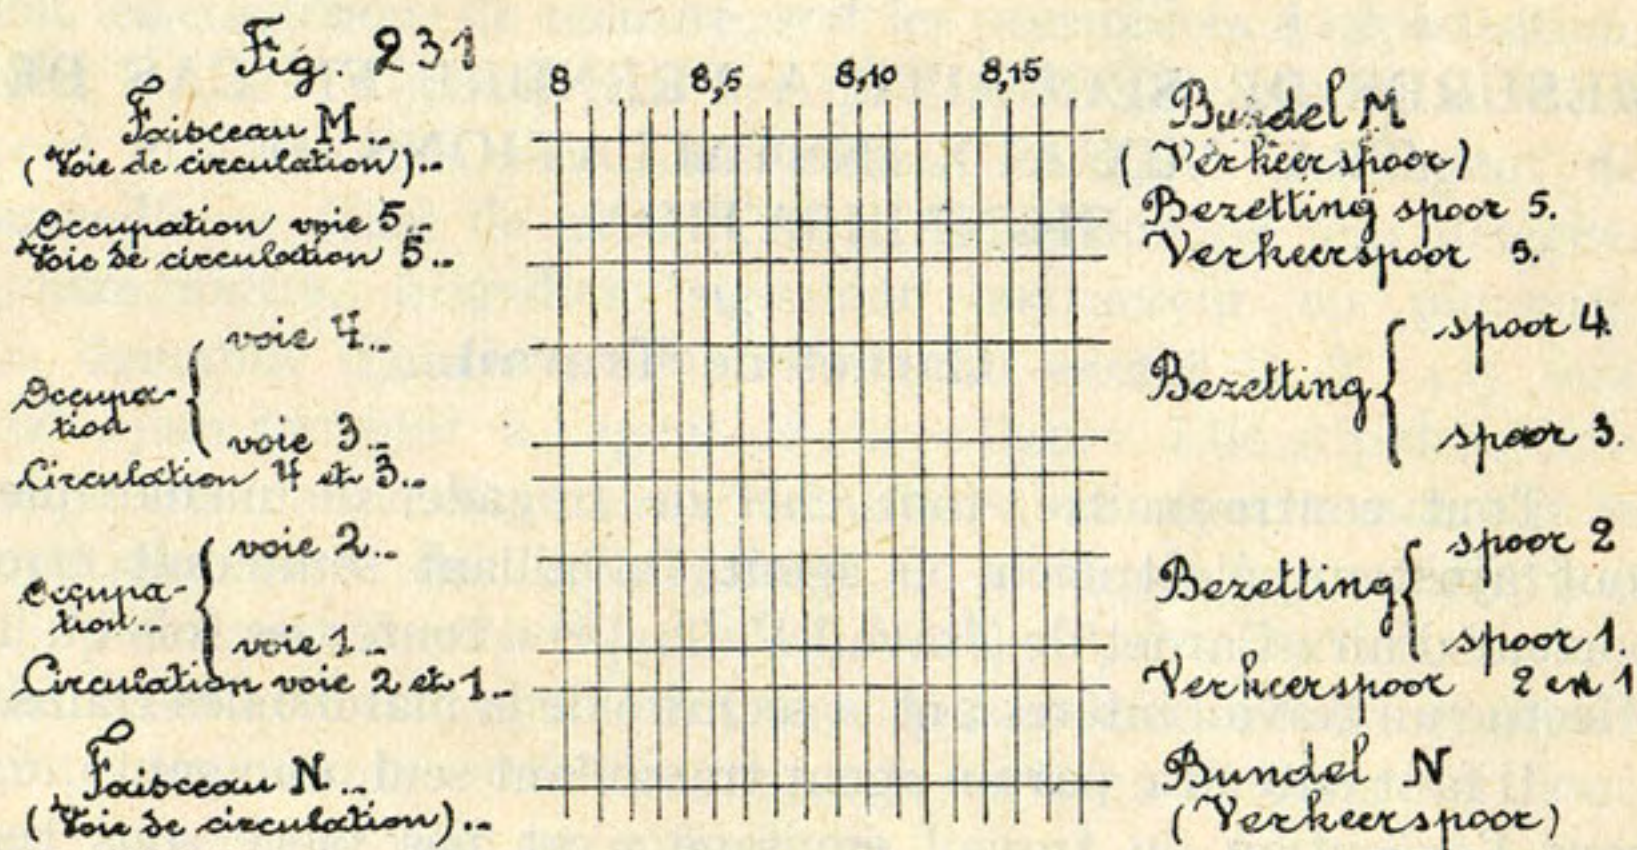 Fig. 231
8 8,5 8,10 8,15
Faisceau M..
(Voie de circulation)..
Occupation voie 5..
Voie de circulation 5..
voie 4..
Occupa-
tion
voie 3..
Circulation 4 et 3..
voie 2..
occupa-
tion..
voie 1..
Circulation voie 2 et 1..
Faisceau N..
(Voie de circulation)..
Bundel M
(Verkeerspoor)
Bezetting spoor 5.
Verkeerspoor 5.
spoor 4.
Bezetting
spoor 3.
spoor 2
Bezetting
spoor 1.
Verkeerspoor 2 en 1
Bundel N
(Verkeerspoor)